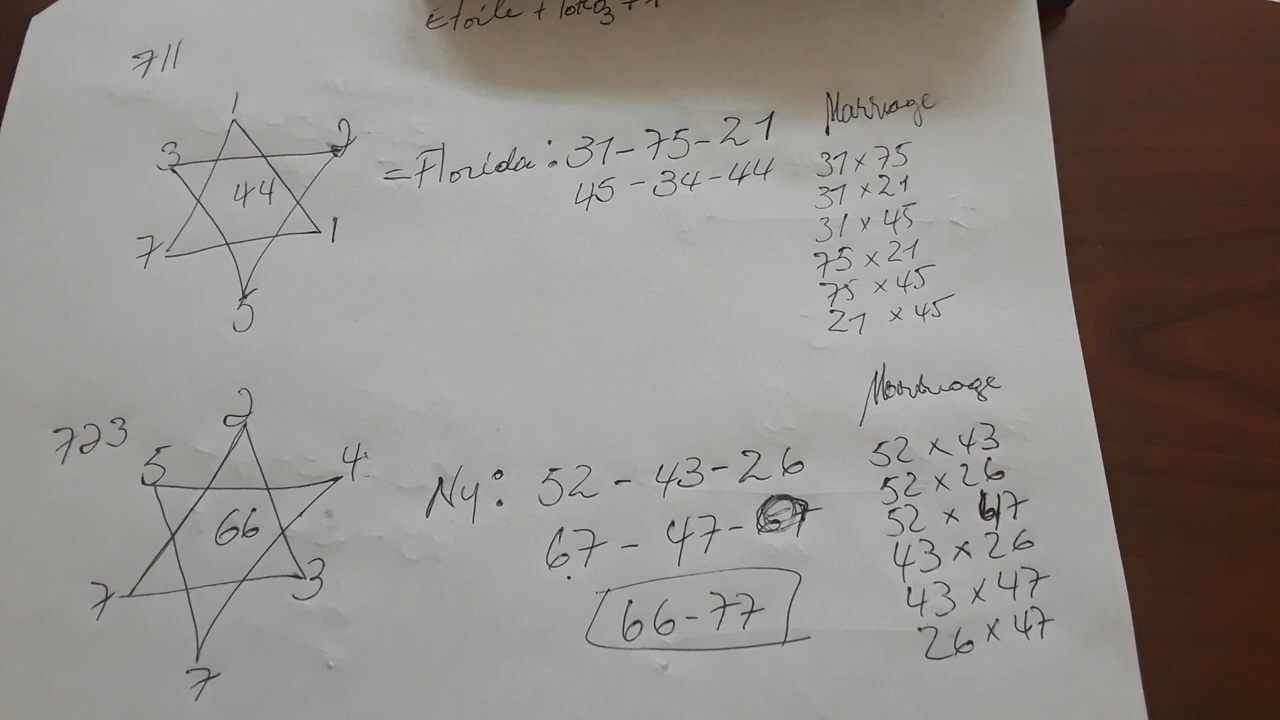 Etoile + loto3 + 1
711
1
3 2
44
7 1
5
= Florida: 31-75-21
45-34-44
Marriage
31 x 75
31 x 21
31 x 45
75 x 21
75 x 45
21 x 45
723
2
5 4
66
7 3
7
Ny: 52-43-26
67-47-
66-77
Marriage
52 x 43
52 x 26
52 x 47
43 x 26
43 x 47
26 x 47